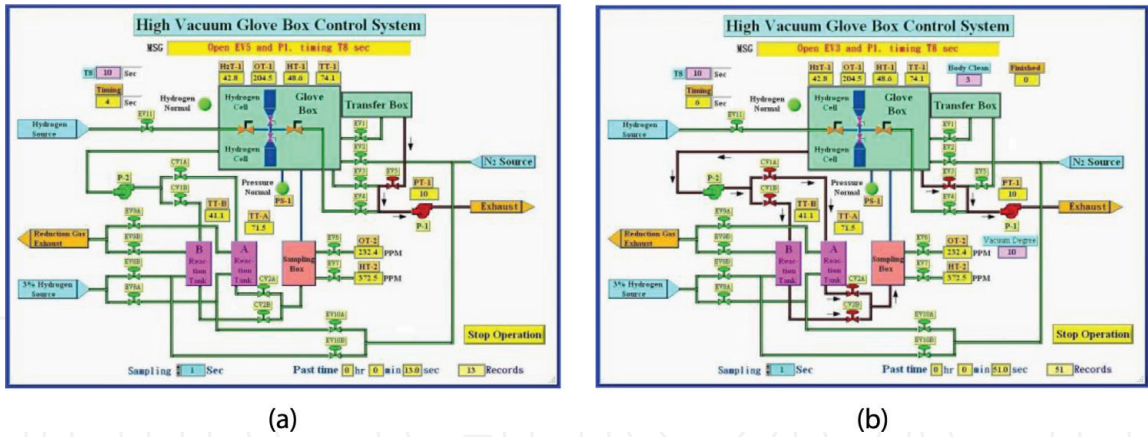 High Vacuum Glove Box Control System
MSG Open EV5 and P1, timing T8 sec
T8 10 Sec
Timing
4 Sec
H2T-1 OT-1 HT-1 TT-1
42.8 204.5 48.6 74.1
Hydrogen Normal
Hydrogen Cell
Glove Box
Transfer Box
Hydrogen Source
EV11
Hydrogen Cell
EV1
EV2
N2 Source
P-2
CV1A
CV1B
Pressure Normal
PS-1
EV3
EV5
EV4
PT-1
10
Exhaust
P-1
TT-B
41.1
TT-A
71.5
Reduction Gas Exhaust
EV9A
EV9B
B Reaction Tank
A Reaction Tank
Sampling Box
EV6
OT-2
232.4 PPM
EV7
HT-2
372.5 PPM
3% Hydrogen Source
EV8B
EV8A
CV2A
CV2B
EV10A
EV10B
Stop Operation
Sampling 1 Sec
Past time 0 hr 0 min 13.0 sec
13 Records
(a)
High Vacuum Glove Box Control System
MSG Open EV3 and P1, timing T8 sec
T8 10 Sec
Timing
0 Sec
H2T-1 OT-1 HT-1 TT-1
42.8 204.5 48.6 74.1
Body Clean
3
Finished
0
Hydrogen Normal
Hydrogen Cell
Glove Box
Transfer Box
Hydrogen Source
EV11
Hydrogen Cell
EV1
EV2
N2 Source
P-2
CV1A
CV1B
Pressure Normal
PS-1
EV3
EV5
EV4
PT-1
10
Exhaust
P-1
TT-B
41.1
TT-A
71.5
Reduction Gas Exhaust
EV9A
EV9B
B Reaction Tank
A Reaction Tank
Sampling Box
EV6
OT-2
232.4 PPM
Vacuum Degree
10
EV7
HT-2
372.5 PPM
3% Hydrogen Source
EV8B
CV2A
CV2B
EV10A
EV10B
Stop Operation
Sampling 1 Sec
Past time 0 hr 0 min 51.0 sec
51 Records
(b)